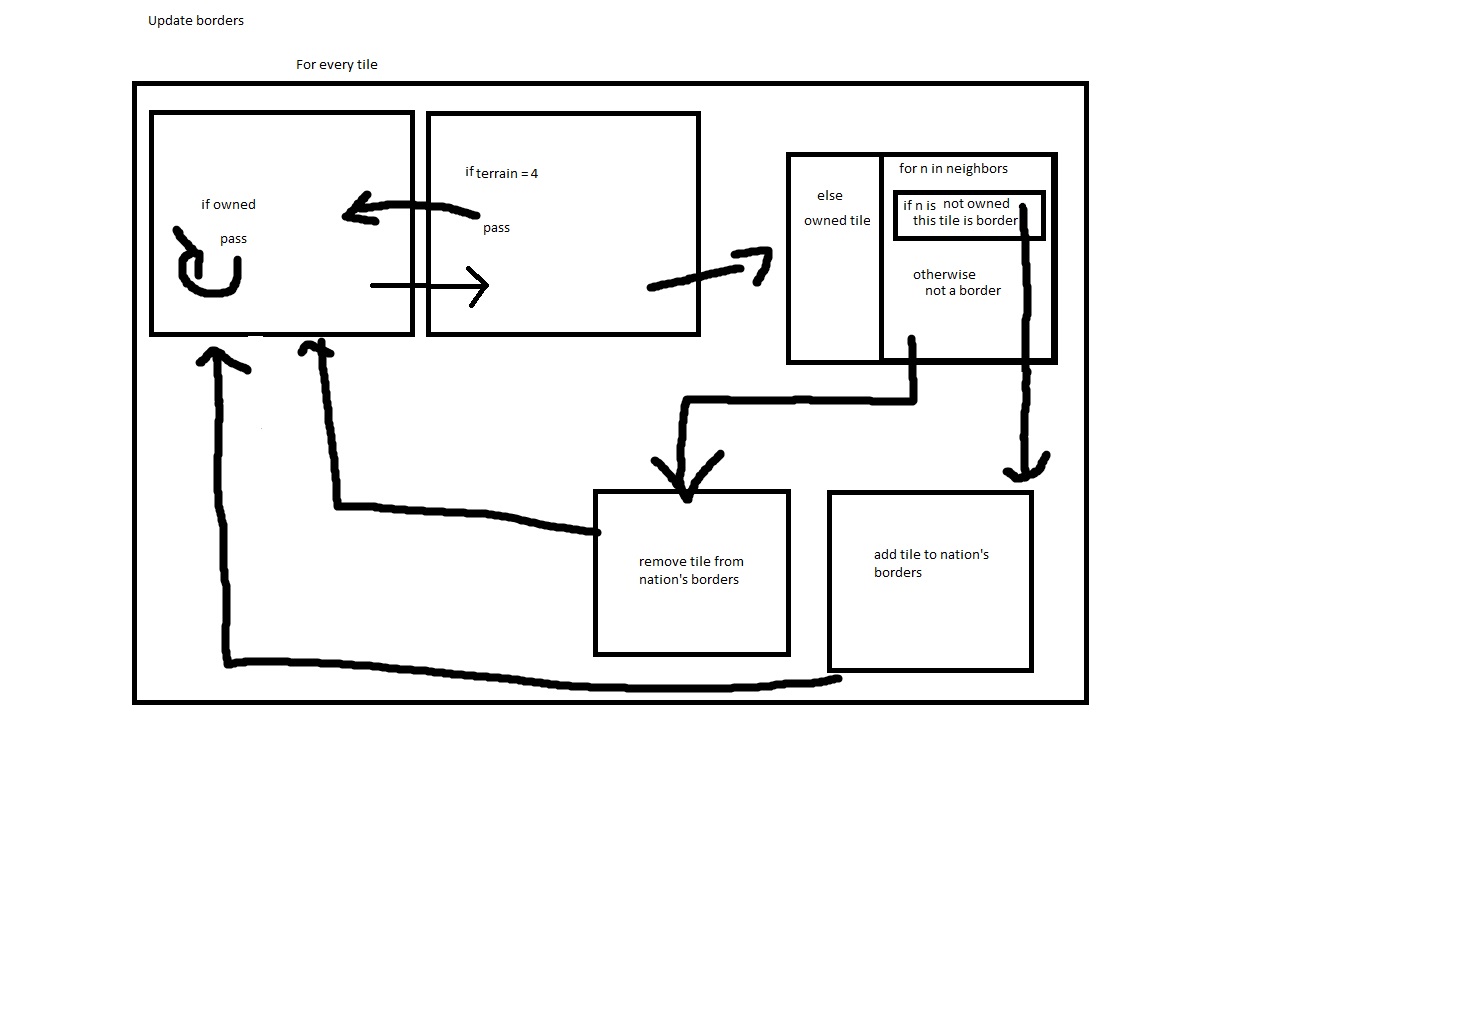 Update borders
For every tile
if owned
pass
if terrain = 4
pass
else
owned tile
for n in neighbors
if n is not owned
this tile is border
otherwise
not a border
remove tile from
nation's borders
add tile to nation's
borders